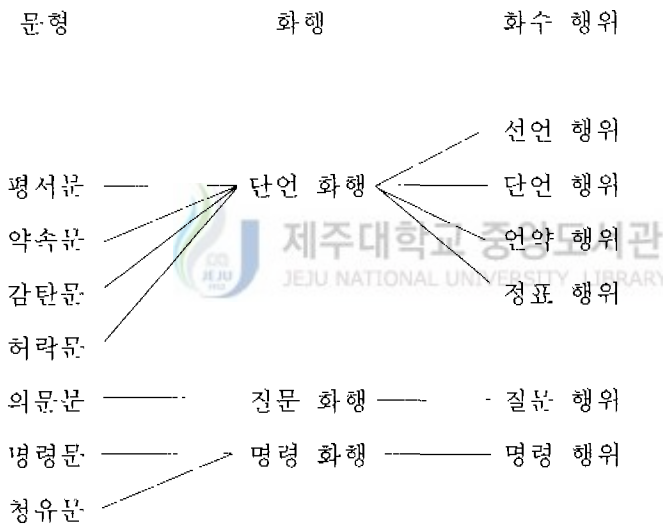 문형 화행 화수 행위
선언 행위
평서문 단언 화행 단언 행위
약속문 언약 행위
제주대학교 중앙도서관
JEJU NATIONAL UNIVERSITY LIBRARY
JEJU
1952
감탄문 정표 행위
허락문
의문문 질문 화행 질문 행위
명령문 명령 화행 명령 행위
청유문